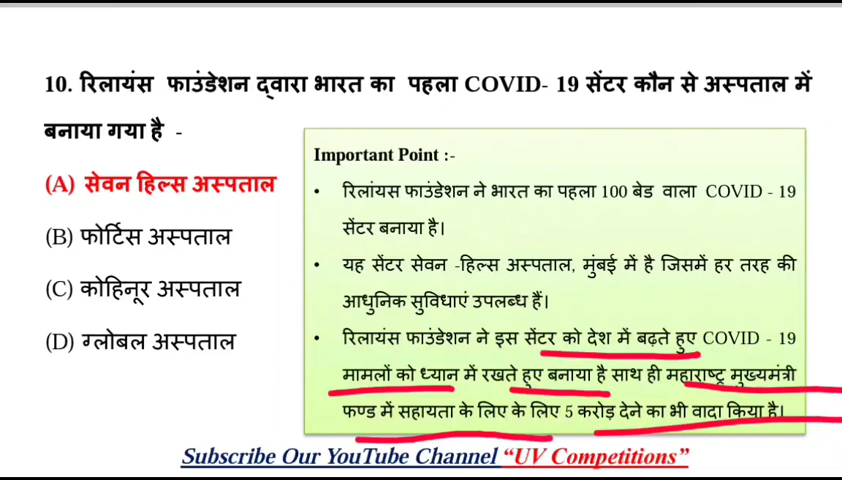 10. रिलायंस फाउंडेशन द्वारा भारत का पहला COVID- 19 सेंटर कौन से अस्पताल में
बनाया गया है -
(A) सेवन हिल्स अस्पताल
(B) फोर्टिस अस्पताल
(C) कोहिनूर अस्पताल
(D) ग्लोबल अस्पताल
Important Point :-
• रिलांयस फाउंडेशन ने भारत का पहला 100 बेड वाला COVID - 19
सेंटर बनाया है।
• यह सेंटर सेवन -हिल्स अस्पताल, मुंबई में है जिसमें हर तरह की
आधुनिक सुविधाएं उपलब्ध हैं।
• रिलायंस फाउंडेशन ने इस सेंटर को देश में बढ़ते हुए COVID - 19
मामलों को ध्यान में रखते हुए बनाया है साथ ही महाराष्ट्र मुख्यमंत्री
फण्ड में सहायता के लिए के लिए 5 करोड़ देने का भी वादा किया है।
Subscribe Our YouTube Channel “UV Competitions”